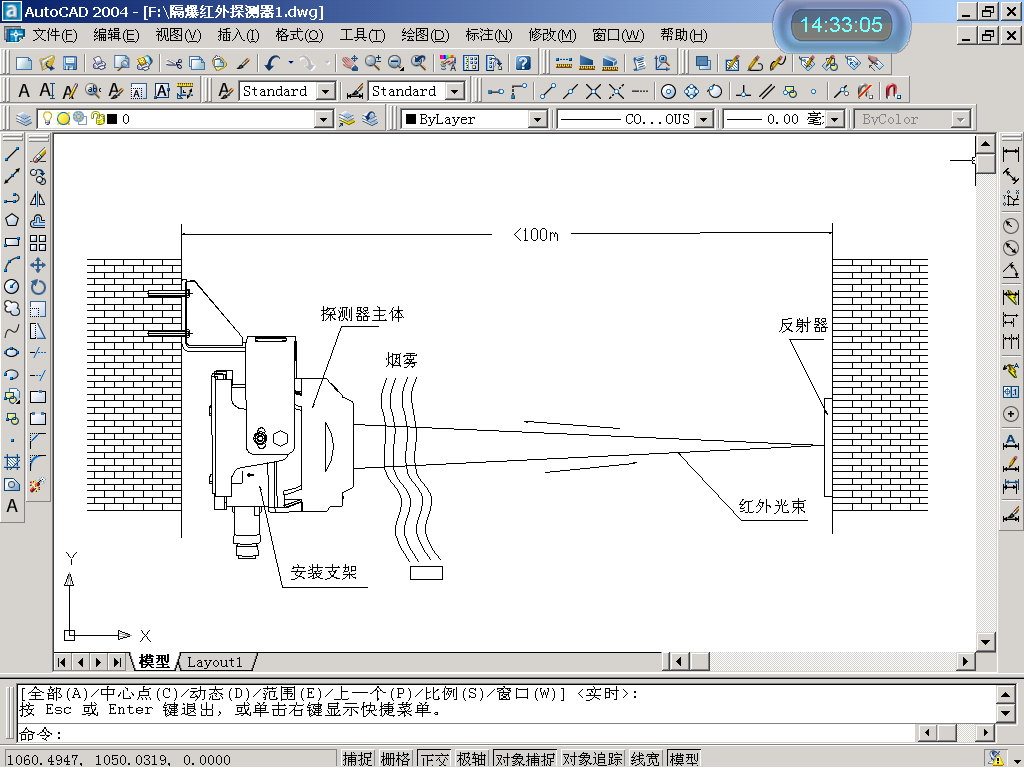 AutoCAD 2004 - [F:\隔爆红外探测器1.dwg]
14:33:05
文件(F) 编辑(E) 视图(V) 插入(I) 格式(O) 工具(T) 绘图(D) 标注(N) 修改(M) 窗口(W) 帮助(H)
Standard Standard
0 ByLayer CO...OUS 0.00 毫 ByColor
<100m
探测器主体
反射器
烟雾
红外光束
安装支架
Y
X
模型 Layout1
[全部(A)/中心点(C)/动态(D)/范围(E)/上一个(P)/比例(S)/窗口(W)] <实时>:
按 Esc 或 Enter 键退出，或单击右键显示快捷菜单。
命令:
1060.4947, 1050.0319, 0.0000 捕捉 栅格 正交 极轴 对象捕捉 对象追踪 线宽 模型